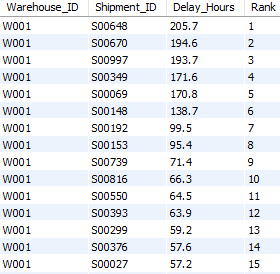 Warehouse_ID Shipment_ID Delay_Hours Rank
W001 S00648 205.7 1
W001 S00670 194.6 2
W001 S00997 193.7 3
W001 S00349 171.6 4
W001 S00069 170.8 5
W001 S00148 138.7 6
W001 S00192 99.5 7
W001 S00153 95.4 8
W001 S00739 71.4 9
W001 S00816 66.3 10
W001 S00550 64.5 11
W001 S00393 63.9 12
W001 S00299 59.2 13
W001 S00376 57.6 14
W001 S00027 57.2 15